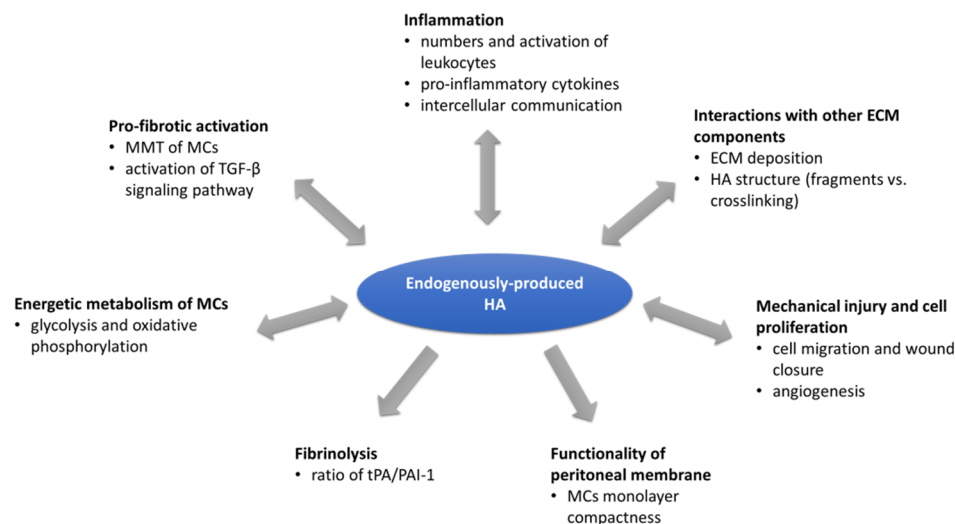 Inflammation
• numbers and activation of
leukocytes
• pro-inflammatory cytokines
• intercellular communication
Interactions with other ECM
components
• ECM deposition
• HA structure (fragments vs.
crosslinking)
Pro-fibrotic activation
• MMT of MCs
• activation of TGF-β
signaling pathway
Endogenously-produced
HA
Energetic metabolism of MCs
• glycolysis and oxidative
phosphorylation
Mechanical injury and cell
proliferation
• cell migration and wound
closure
• angiogenesis
Fibrinolysis
• ratio of tPA/PAI-1
Functionality of
peritoneal membrane
• MCs monolayer
compactness